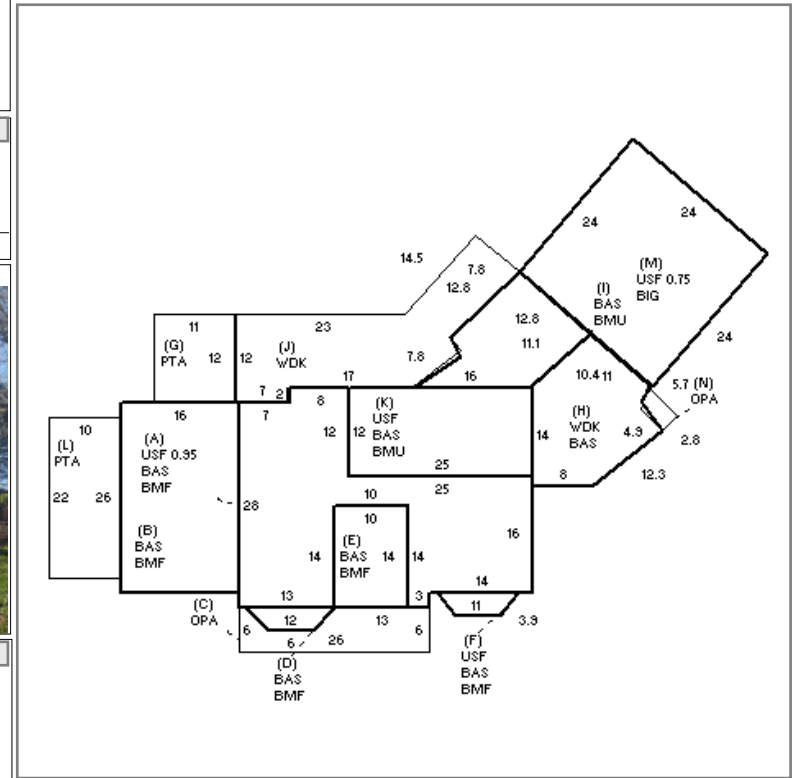 24
24
(M)
USF 0.75
BIG
(I)
BAS
BMU
24
14.5
7.8
12.8
12.8
11.1
11
23
(G)
PTA
12
12
(J)
WDK
7.8
17
16
10.4 11
5.7 (N)
OPA
7
2
8
7
16
(A)
USF 0.95
BAS
BMF
10
(L)
PTA
22
26
12
12
(K)
USF
BAS
BMU
25
25
14
(H)
WDK
BAS
4.9
2.8
8
12.3
28
10
10
(B)
BAS
BMF
14
(E)
BAS
BMF
14
14
16
14
13
3
11
3.9
(C)
OPA
6
12
13
6
6
26
(D)
BAS
BMF
(F)
USF
BAS
BMF